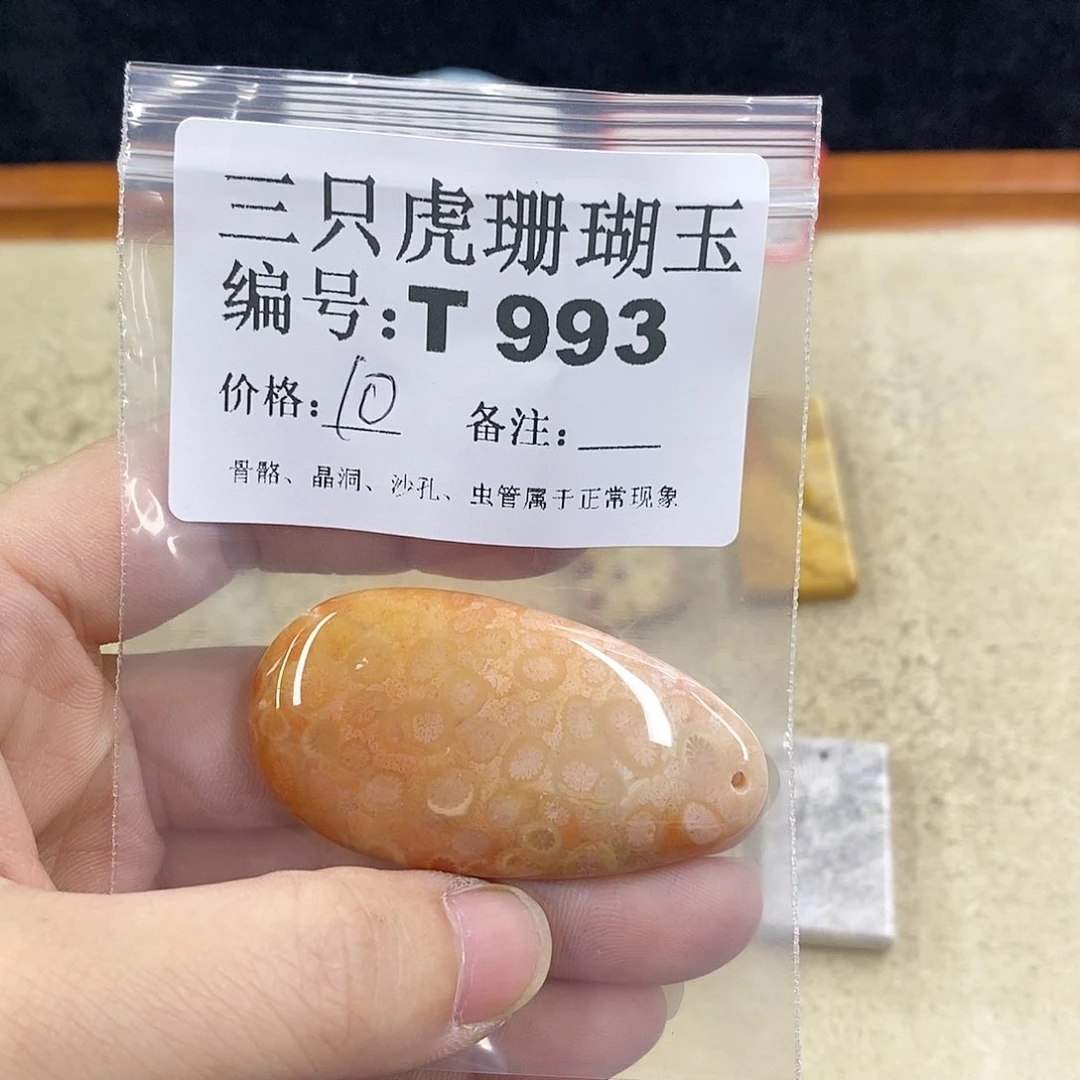 三只虎珊瑚玉
编号:T 993
价格:10 备注:
骨骼、晶洞、沙孔、虫管属于正常现象